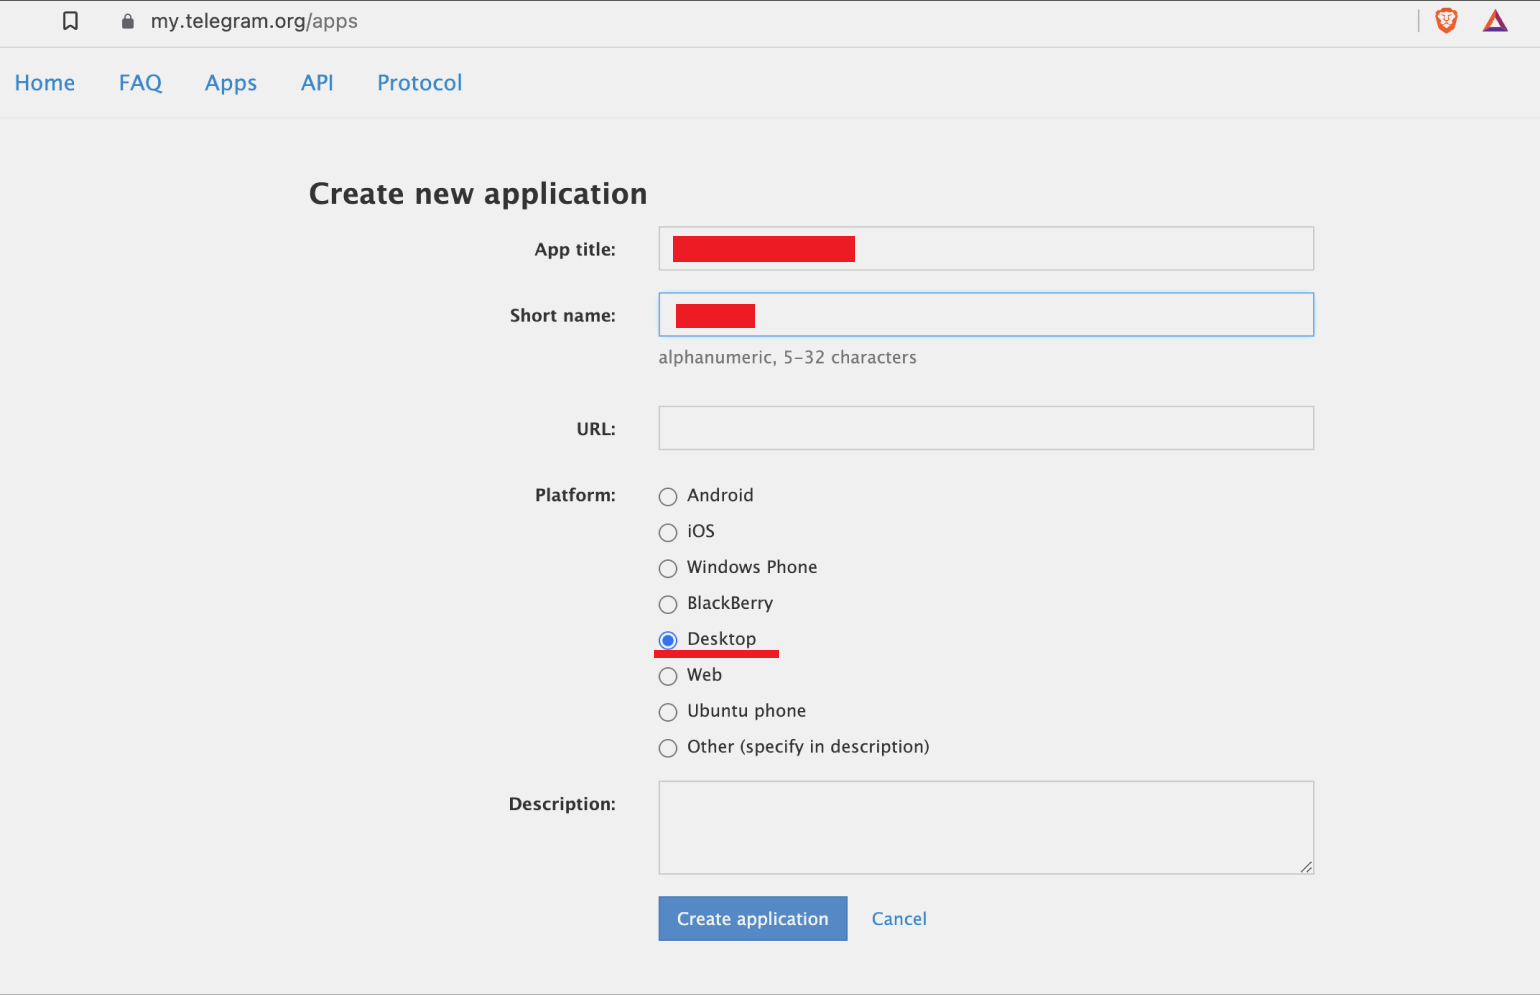 my.telegram.org/apps
Home FAQ Apps API Protocol
Create new application
App title:
Short name:
alphanumeric, 5-32 characters
URL:
Platform: Android
iOS
Windows Phone
BlackBerry
Desktop
Web
Ubuntu phone
Other (specify in description)
Description:
Create application Cancel